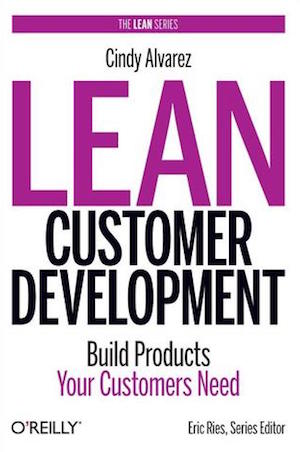 THE LEAN SERIES
Cindy Alvarez
LEAN
CUSTOMER
DEVELOPMENT
Build Products
Your Customers Need
O'REILLY®
Eric Ries, Series Editor